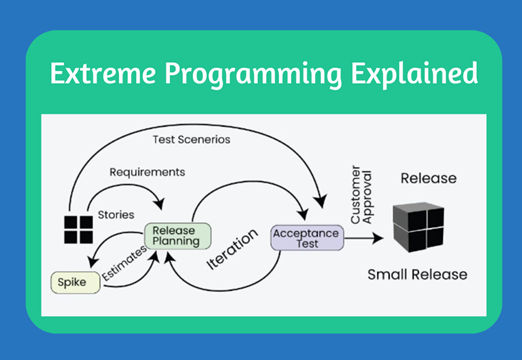 Extreme Programming Explained
Test Scenerios
Requirements
Stories
Release
Planning
Spike
Estimates
Iteration
Acceptance
Test
Customer
Approval
Release
Small Release